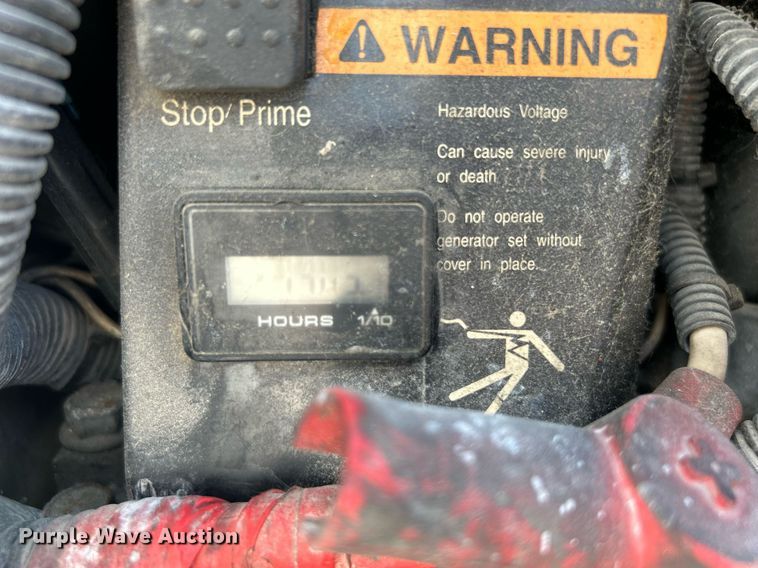 WARNING
Stop/ Prime
Hazardous Voltage
Can cause severe injury
or death
Do not operate
generator set without
cover in place.
HOURS 1/10
Purple Wave Auction